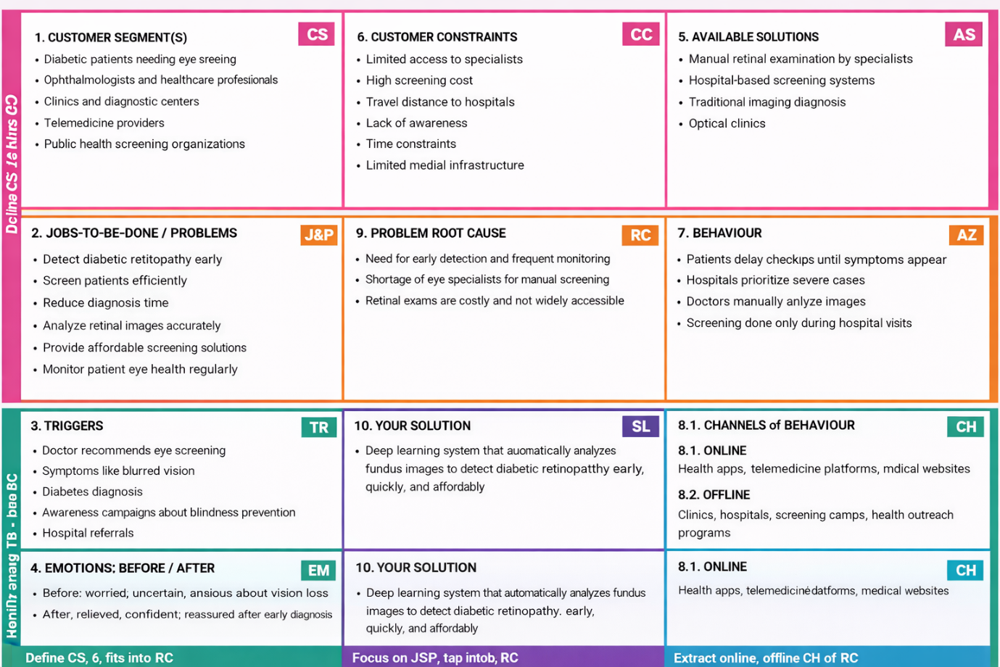 1. CUSTOMER SEGMENT(S)
CS
• Diabetic patients needing eye sreeing
• Ophthalmologists and healthcare profesionals
• Clinics and diagnostic centers
• Telemedicine providers
• Public health screening organizations
6. CUSTOMER CONSTRAINTS
CC
• Limited access to specialists
• High screening cost
• Travel distance to hospitals
• Lack of awareness
• Time constraints
• Limited medial infrastructure
5. AVAILABLE SOLUTIONS
AS
• Manual retinal examination by specialists
• Hospital-based screening systems
• Traditional imaging diagnosis
• Optical clinics
2. JOBS-TO-BE-DONE / PROBLEMS
J&P
• Detect diabetic retitopathy early
• Screen patients efficiently
• Reduce diagnosis time
• Analyze retinal images accurately
• Provide affordable screening solutions
• Monitor patient eye health regularly
9. PROBLEM ROOT CAUSE
RC
• Need for early detection and frequent monitoring
• Shortage of eye specialists for manual screening
• Retinal exams are costly and not widely accessible
7. BEHAVIOUR
AZ
• Patients delay checkips until symptoms appear
• Hospitals prioritize severe cases
• Doctors manually anlyze images
• Screening done only during hospital visits
3. TRIGGERS
TR
• Doctor recommends eye screening
• Symptoms like blurred vision
• Diabetes diagnosis
• Awareness campaigns about blindness prevention
• Hospital referrals
10. YOUR SOLUTION
SL
• Deep learning system that auomatically analyzes
fundus images to detect diabetic retinopatthy early,
quickly, and affordably
8.1. CHANNELS of BEHAVIOUR
CH
8.1. ONLINE
Health apps, telemedicine platforms, mdical websites
8.2. OFFLINE
Clinics, hospitals, screening camps, health outreach
programs
4. EMOTIONS: BEFORE / AFTER
EM
• Before: worried; uncertain, ansious about vision loss
• After, relieved, confident; reassured after early diagnosis
10. YOUR SOLUTION
• Deep learning system that automatically analyzes fundus
images to detect diabetic retinopathy. early,
quickly, and affordably
8.1. ONLINE
CH
Health apps, telemedicinédatforms, medical websites
Define CS, 6, fits into RC
Focus on JSP, tap intob, RC
Extract online, offline CH of RC
CS
TB - BC